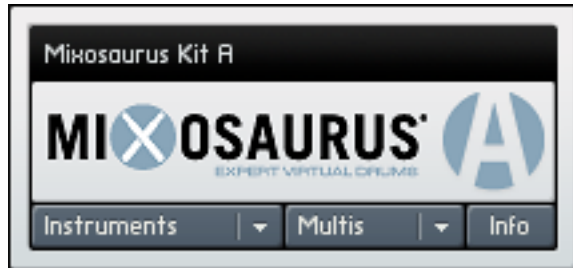 Mixosaurus Kit A
MIXOSAURUS A
EXPERT VIRTUAL DRUMS
Instruments Multis Info